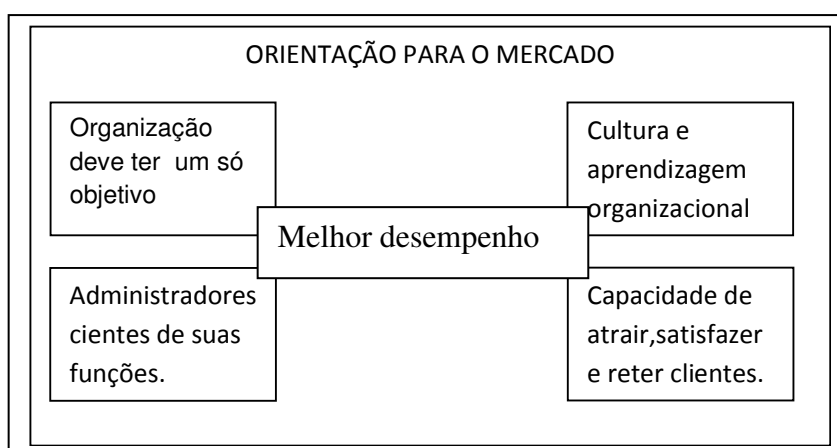 ORIENTAÇÃO PARA O MERCADO
Organização
deve ter um só
objetivo
Cultura e
aprendizagem
organizacional
Melhor desempenho
Administradores
cientes de suas
funções.
Capacidade de
atrair,satisfazer
e reter clientes.